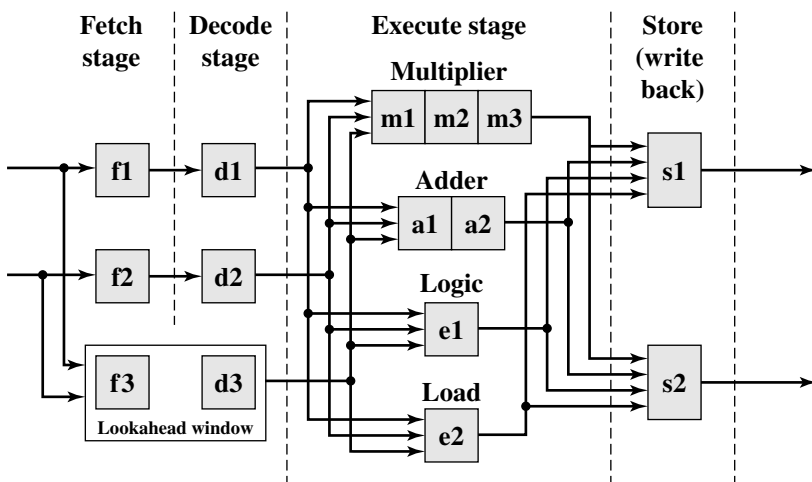 Fetch
stage
Decode
stage
Execute stage
Store
(write
back)
Multiplier
m1 m2 m3
f1
d1
s1
Adder
a1 a2
f2
d2
Logic
e1
f3
d3
s2
Load
e2
Lookahead window